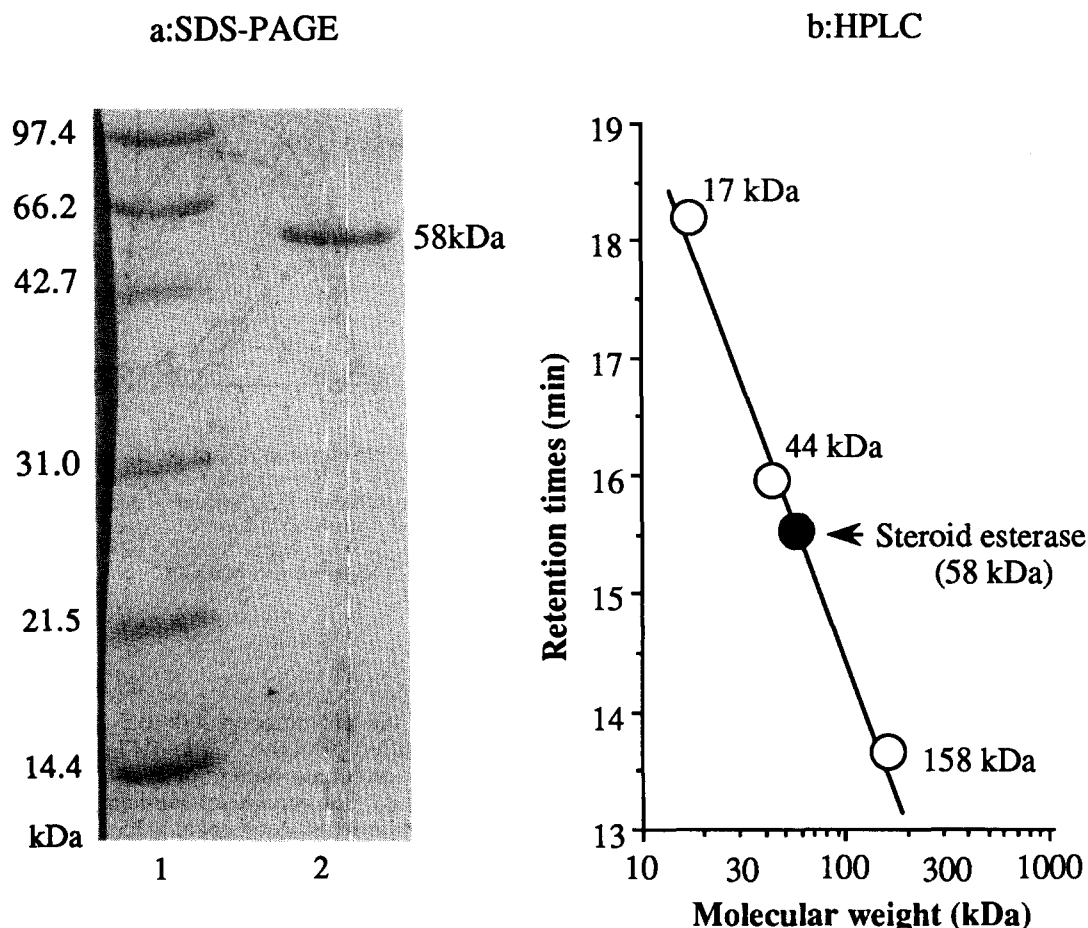 a:SDS-PAGE
97.4
66.2
42.7
31.0
21.5
14.4
kDa
58kDa
1
2
b:HPLC
Retention times (min)
19
18
17
16
15
14
13
17 kDa
44 kDa
Steroid esterase
(58 kDa)
158 kDa
10
30
100
300
1000
Molecular weight (kDa)